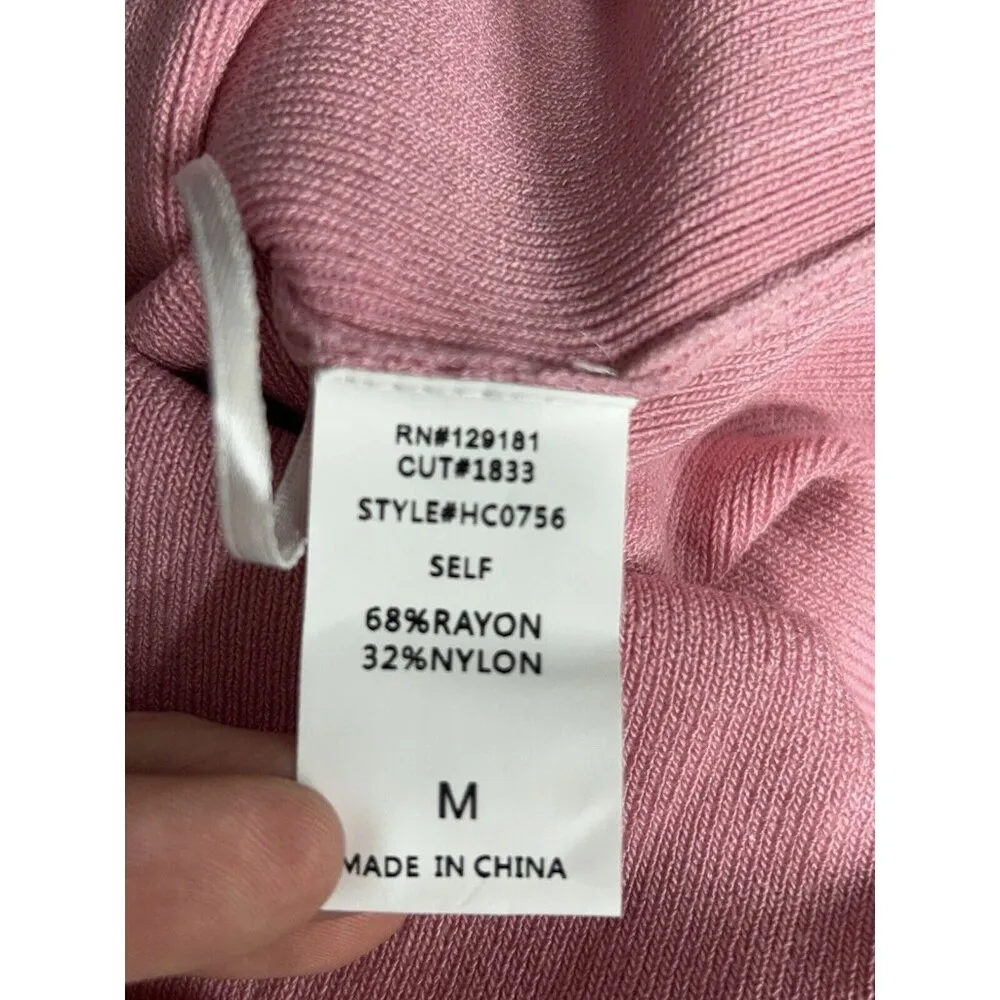 RN#129181
CUT#1833
STYLE#HC0756
SELF
68%RAYON
32%NYLON
M
MADE IN CHINA